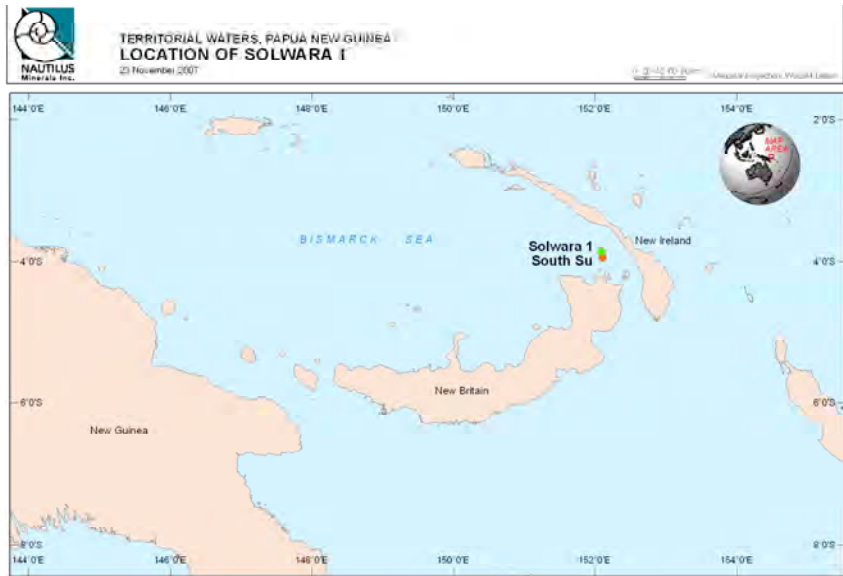 NAUTILUS
Minerals Inc.
TERRITORIAL WATERS, PAPUA NEW GUINEA
LOCATION OF SOLWARA 1
23 November 2007
144°0'E 146°0'E 148°0'E 150°0'E 152°0'E 154°0'E
2°0'S
MAP
AREA
BISMARCK SEA
New Ireland
Solwara 1
South Su
4°0'S 4°0'S
New Britain
6°0'S 6°0'S
New Guinea
8°0'S 8°0'S
144°0'E 146°0'E 148°0'E 150°0'E 152°0'E 154°0'E